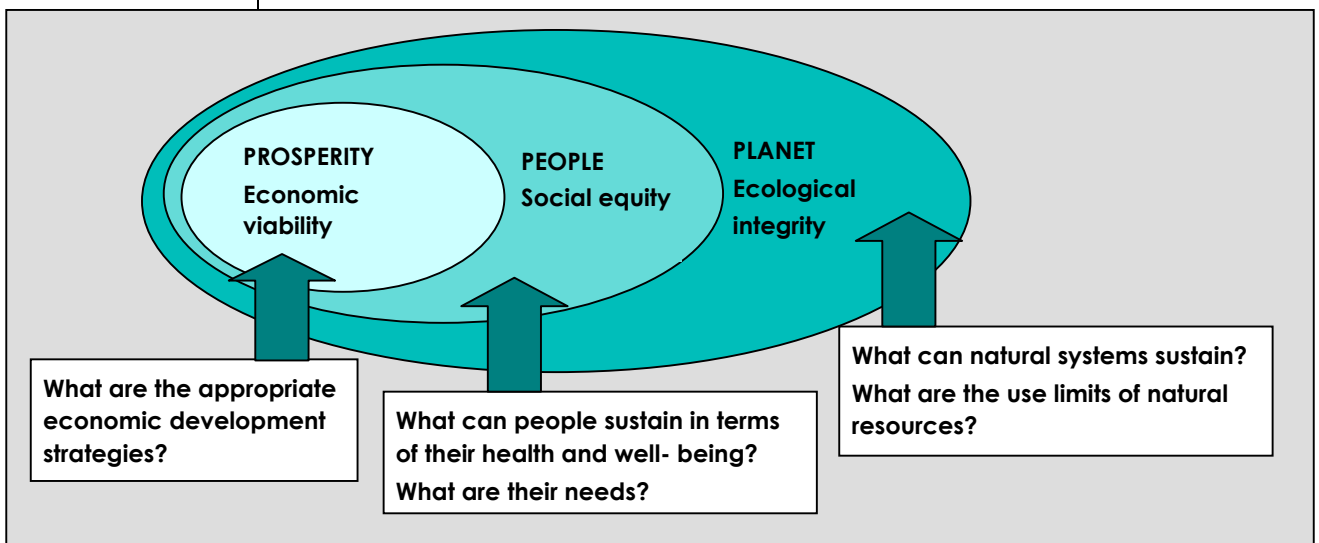 PROSPERITY
Economic
viability
PEOPLE
Social equity
PLANET
Ecological
integrity
What are the appropriate
economic development
strategies?
What can people sustain in terms
of their health and well- being?
What are their needs?
What can natural systems sustain?
What are the use limits of natural
resources?